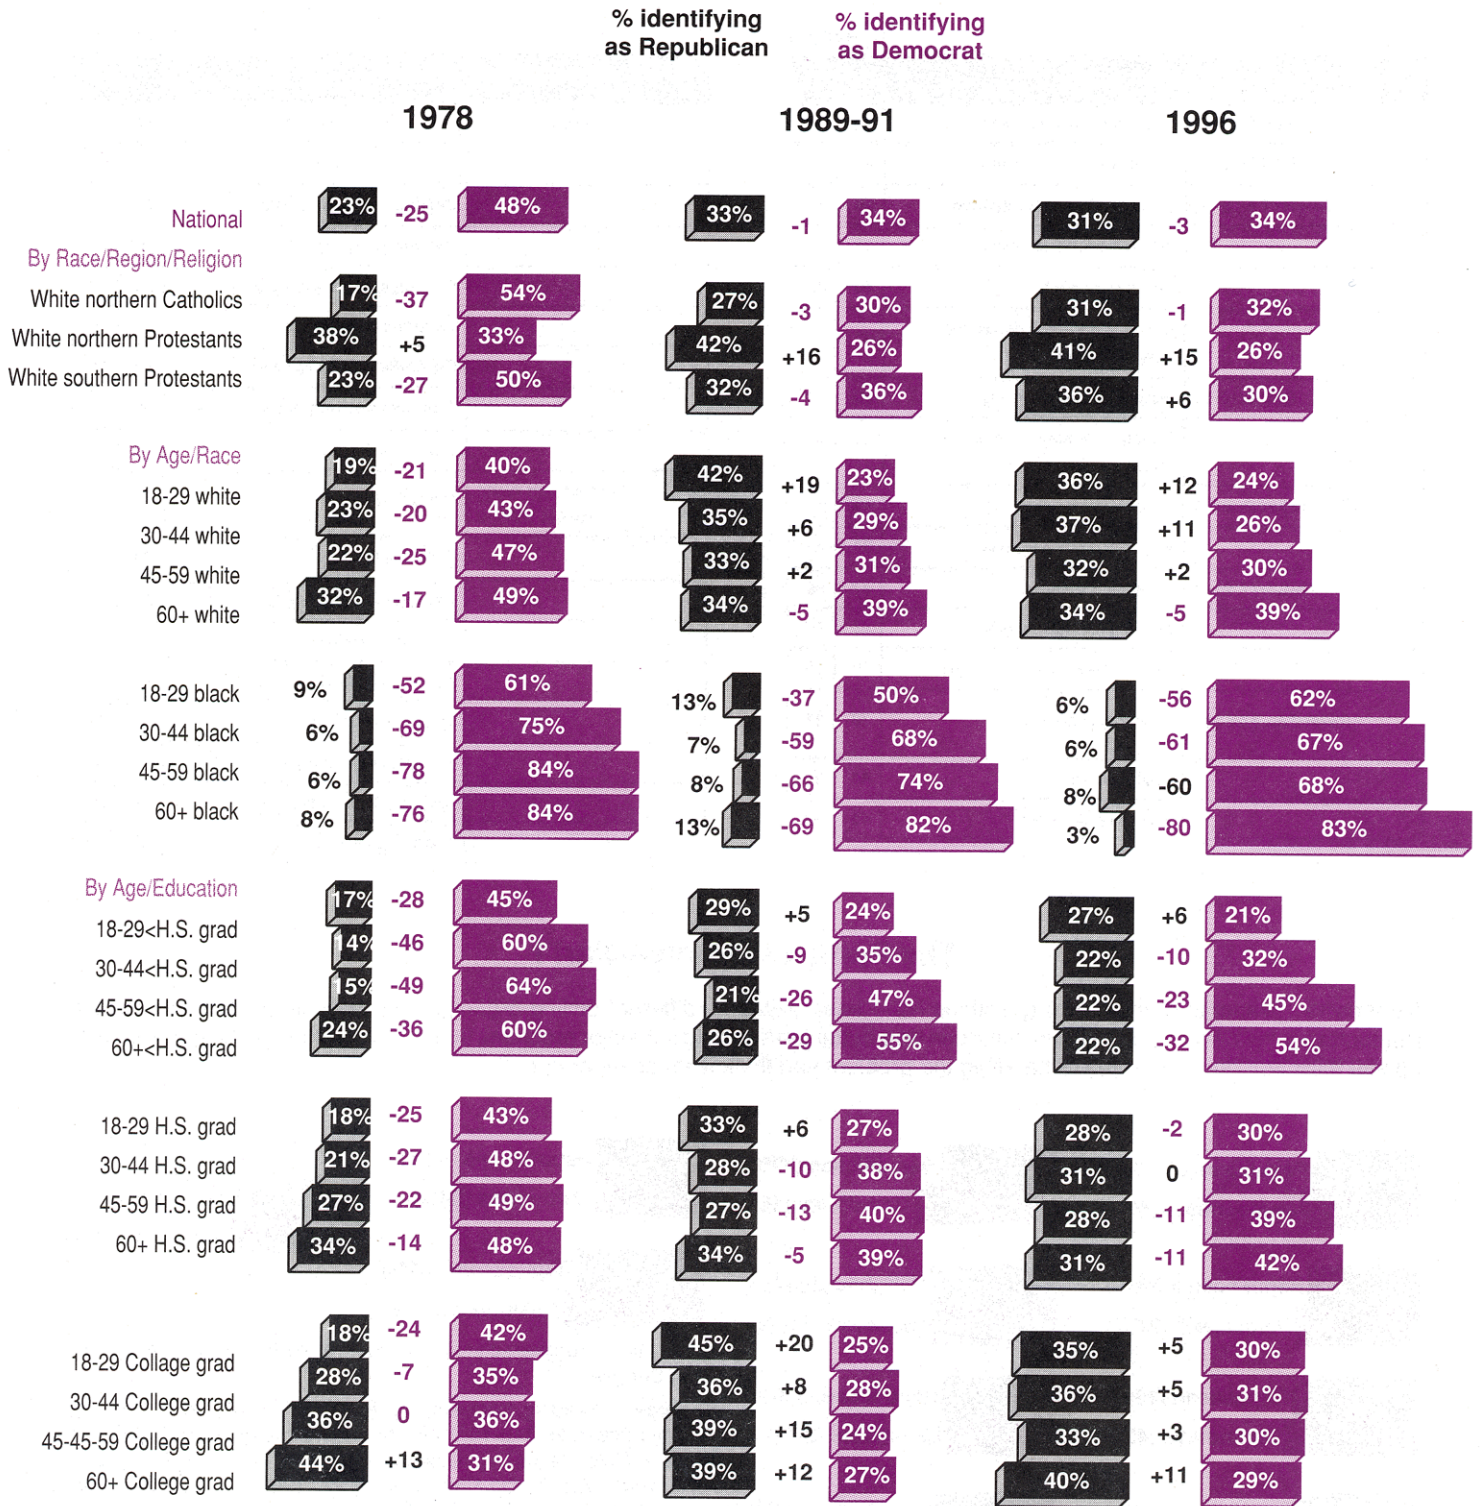 % identifying
as Republican
% identifying
as Democrat
1978 1989-91 1996
National 23% -25 48% 33% -1 34% 31% -3 34%
By Race/Region/Religion
White northern Catholics 17% -37 54% 27% -3 30% 31% -1 32%
White northern Protestants 38% +5 33% 42% +16 26% 41% +15 26%
White southern Protestants 23% -27 50% 32% -4 36% 36% +6 30%
By Age/Race
18-29 white 19% -21 40% 42% +19 23% 36% +12 24%
30-44 white 23% -20 43% 35% +6 29% 37% +11 26%
45-59 white 22% -25 47% 33% +2 31% 32% +2 30%
60+ white 32% -17 49% 34% -5 39% 34% -5 39%
18-29 black 9% -52 61% 13% -37 50% 6% -56 62%
30-44 black 6% -69 75% 7% -59 68% 6% -61 67%
45-59 black 6% -78 84% 8% -66 74% 8% -60 68%
60+ black 8% -76 84% 13% -69 82% 3% -80 83%
By Age/Education
18-29<H.S. grad 17% -28 45% 29% +5 24% 27% +6 21%
30-44<H.S. grad 14% -46 60% 26% -9 35% 22% -10 32%
45-59<H.S. grad 15% -49 64% 21% -26 47% 22% -23 45%
60+<H.S. grad 24% -36 60% 26% -29 55% 22% -32 54%
18-29 H.S. grad 18% -25 43% 33% +6 27% 28% -2 30%
30-44 H.S. grad 21% -27 48% 28% -10 38% 31% 0 31%
45-59 H.S. grad 27% -22 49% 27% -13 40% 28% -11 39%
60+ H.S. grad 34% -14 48% 34% -5 39% 31% -11 42%
18-29 Collage grad 18% -24 42% 45% +20 25% 35% +5 30%
30-44 College grad 28% -7 35% 36% +8 28% 36% +5 31%
45-45-59 College grad 36% 0 36% 39% +15 24% 33% +3 30%
60+ College grad 44% +13 31% 39% +12 27% 40% +11 29%